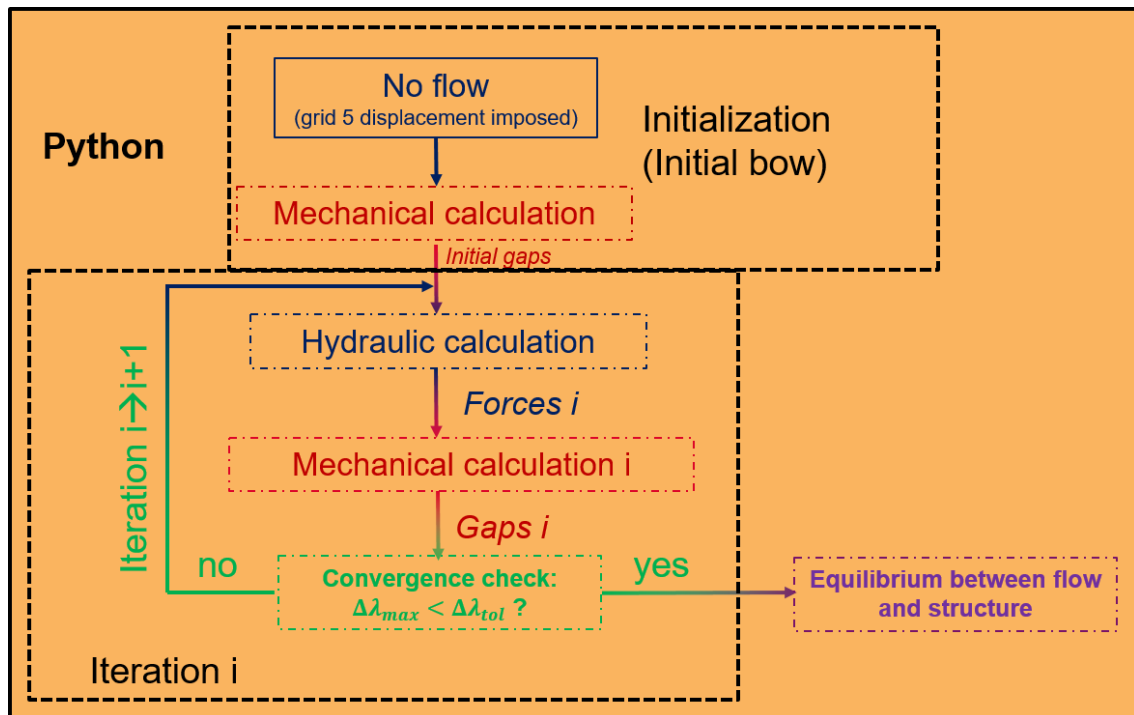 No flow
(grid 5 displacement imposed)
Python
Initialization
(Initial bow)
Mechanical calculation
Initial gaps
Hydraulic calculation
Forces i
Mechanical calculation i
Gaps i
Iteration i→i+1
no
Convergence check:
Δλmax < Δλtol ?
yes
Equilibrium between flow
and structure
Iteration i